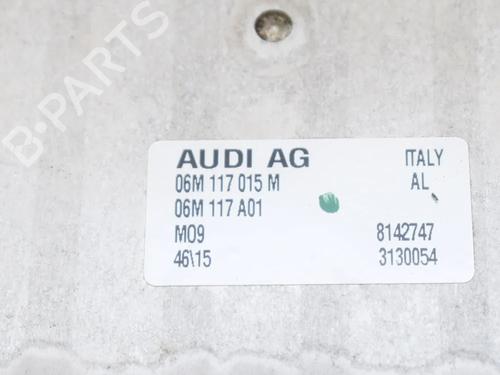 B-PARTS
AUDI AG ITALY
06M 117 015 M AL
06M 117 A01
M09 8142747
46\15 3130054